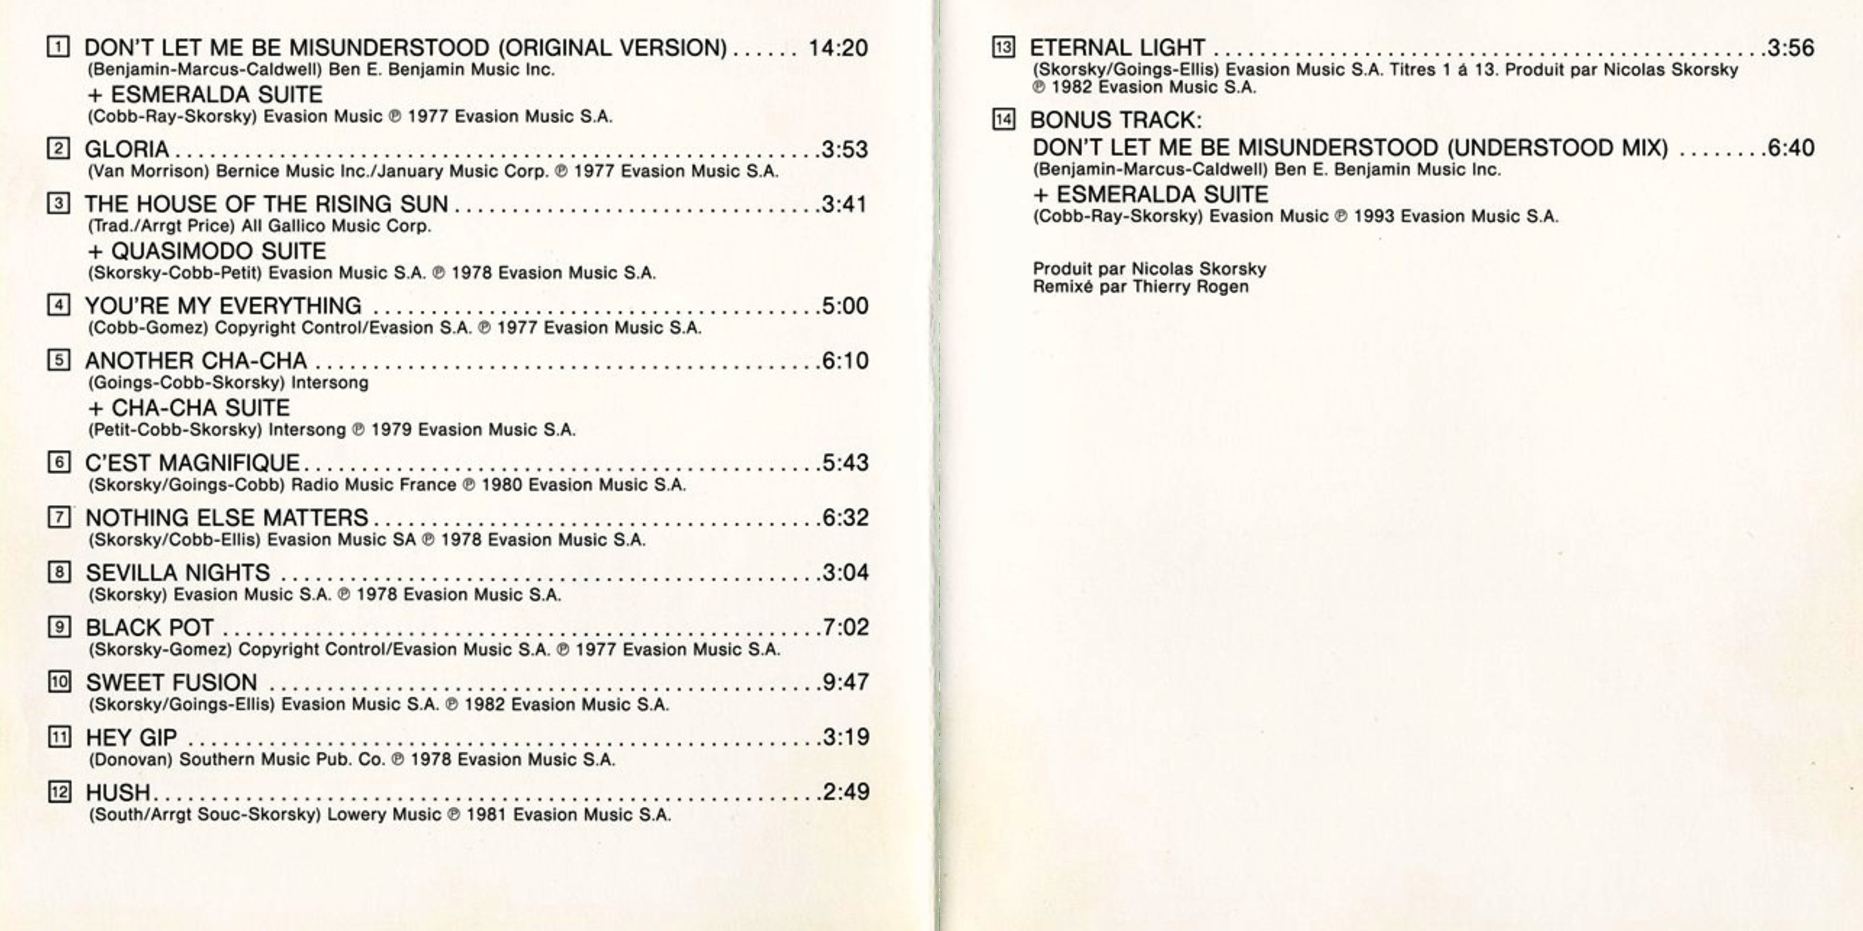 1 DON'T LET ME BE MISUNDERSTOOD (ORIGINAL VERSION) ...... 14:20
(Benjamin-Marcus-Caldwell) Ben E. Benjamin Music Inc.
+ ESMERALDA SUITE
(Cobb-Ray-Skorsky) Evasion Music ℗ 1977 Evasion Music S.A.
2 GLORIA ...... 3:53
(Van Morrison) Bernice Music Inc./January Music Corp. ℗ 1977 Evasion Music S.A.
3 THE HOUSE OF THE RISING SUN ...... 3:41
(Trad./Arrgt Price) All Gallico Music Corp.
+ QUASIMODO SUITE
(Skorsky-Cobb-Petit) Evasion Music S.A. ℗ 1978 Evasion Music S.A.
4 YOU'RE MY EVERYTHING ...... 5:00
(Cobb-Gomez) Copyright Control/Evasion S.A. ℗ 1977 Evasion Music S.A.
5 ANOTHER CHA-CHA ...... 6:10
(Goings-Cobb-Skorsky) Intersong
+ CHA-CHA SUITE
(Petit-Cobb-Skorsky) Intersong ℗ 1979 Evasion Music S.A.
6 C'EST MAGNIFIQUE ...... 5:43
(Skorsky/Goings-Cobb) Radio Music France ℗ 1980 Evasion Music S.A.
7 NOTHING ELSE MATTERS ...... 6:32
(Skorsky/Cobb-Ellis) Evasion Music SA ℗ 1978 Evasion Music S.A.
8 SEVILLA NIGHTS ...... 3:04
(Skorsky) Evasion Music S.A. ℗ 1978 Evasion Music S.A.
9 BLACK POT ...... 7:02
(Skorsky-Gomez) Copyright Control/Evasion Music S.A. ℗ 1977 Evasion Music S.A.
10 SWEET FUSION ...... 9:47
(Skorsky/Goings-Ellis) Evasion Music S.A. ℗ 1982 Evasion Music S.A.
11 HEY GIP ...... 3:19
(Donovan) Southern Music Pub. Co. ℗ 1978 Evasion Music S.A.
12 HUSH ...... 2:49
(South/Arrgt Souc-Skorsky) Lowery Music ℗ 1981 Evasion Music S.A.
13 ETERNAL LIGHT ...... 3:56
(Skorsky/Goings-Ellis) Evasion Music S.A. Titres 1 á 13. Produit par Nicolas Skorsky
℗ 1982 Evasion Music S.A.
14 BONUS TRACK:
DON'T LET ME BE MISUNDERSTOOD (UNDERSTOOD MIX) ...... 6:40
(Benjamin-Marcus-Caldwell) Ben E. Benjamin Music Inc.
+ ESMERALDA SUITE
(Cobb-Ray-Skorsky) Evasion Music ℗ 1993 Evasion Music S.A.
Produit par Nicolas Skorsky
Remixé par Thierry Rogen